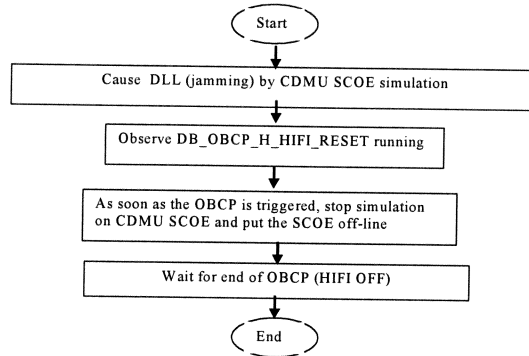 Start
Cause DLL (jamming) by CDMU SCOE simulation
Observe DB_OBCP_H_HIFI_RESET running
As soon as the OBCP is triggered, stop simulation
on CDMU SCOE and put the SCOE off-line
Wait for end of OBCP (HIFI OFF)
End